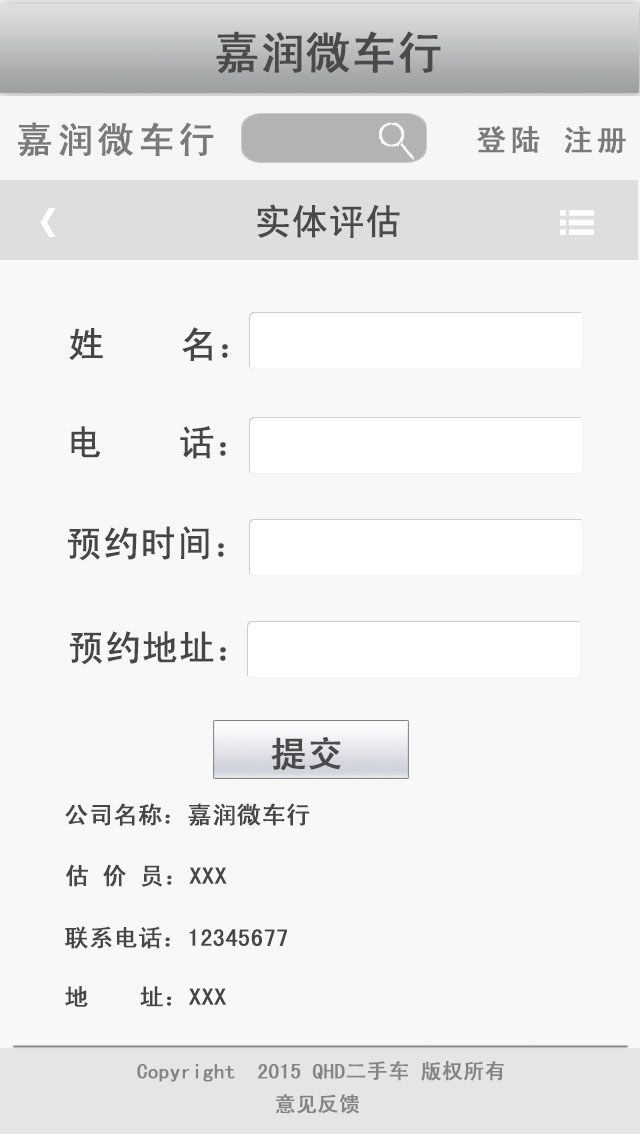 嘉润微车行
嘉润微车行 登陆 注册
实体评估
姓 名：
电 话：
预约时间：
预约地址：
提交
公司名称：嘉润微车行
估 价 员：XXX
联系电话：12345677
地 址：XXX
Copyright 2015 QHD二手车 版权所有
意见反馈